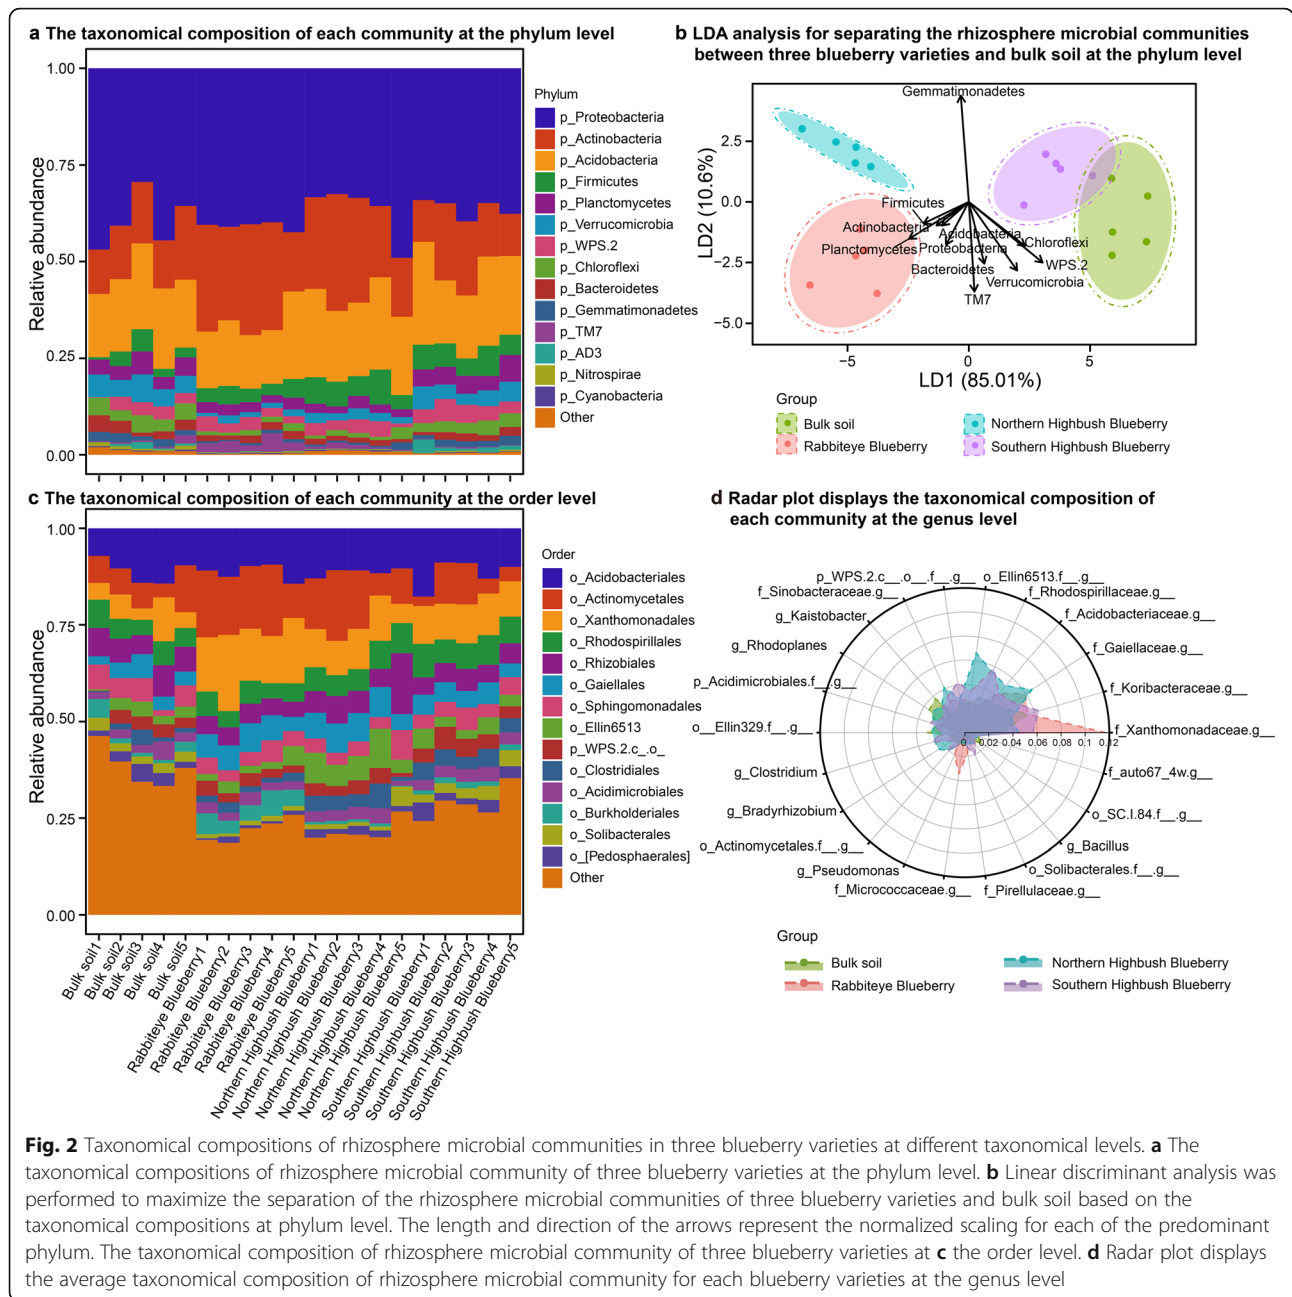 a The taxonomical composition of each community at the phylum level
Relative abundance
1.00
0.75
0.50
0.25
0.00
Phylum
p_Proteobacteria
p_Actinobacteria
p_Acidobacteria
p_Firmicutes
p_Planctomycetes
p_Verrucomicrobia
p_WPS.2
p_Chloroflexi
p_Bacteroidetes
p_Gemmatimonadetes
p_TM7
p_AD3
p_Nitrospirae
p_Cyanobacteria
Other
b LDA analysis for separating the rhizosphere microbial communities
between three blueberry varieties and bulk soil at the phylum level
LD2 (10.6%)
2.5
0.0
−2.5
−5.0
Gemmatimonadetes
Firmicutes
Actinobacteria
Acidobacteria
Planctomycetes
Proteobacteria
Chloroflexi
Bacteroidetes
WPS.2
Verrucomicrobia
TM7
−5
0
5
LD1 (85.01%)
Group
Bulk soil
Rabbiteye Blueberry
Northern Highbush Blueberry
Southern Highbush Blueberry
c The taxonomical composition of each community at the order level
Relative abundance
1.00
0.75
0.50
0.25
0.00
Order
o_Acidobacteriales
o_Actinomycetales
o_Xanthomonadales
o_Rhodospirillales
o_Rhizobiales
o_Gaiellales
o_Sphingomonadales
o_Ellin6513
p_WPS.2.c_.o_
o_Clostridiales
o_Acidimicrobiales
o_Burkholderiales
o_Solibacterales
o_[Pedosphaerales]
Other
Bulk soil1
Bulk soil2
Bulk soil3
Bulk soil4
Bulk soil5
Rabbiteye Blueberry1
Rabbiteye Blueberry2
Rabbiteye Blueberry3
Rabbiteye Blueberry4
Rabbiteye Blueberry5
Northern Highbush Blueberry1
Northern Highbush Blueberry2
Northern Highbush Blueberry3
Northern Highbush Blueberry4
Northern Highbush Blueberry5
Southern Highbush Blueberry1
Southern Highbush Blueberry2
Southern Highbush Blueberry3
Southern Highbush Blueberry4
Southern Highbush Blueberry5
d Radar plot displays the taxonomical composition of
each community at the genus level
p_WPS.2.c__.o__.f__.g__
o_Ellin6513.f__.g__
f_Sinobacteraceae.g__
f_Rhodospirillaceae.g__
g_Kaistobacter
f_Acidobacteriaceae.g__
g_Rhodoplanes
f_Gaiellaceae.g__
p_Acidimicrobiales.f__.g__
f_Koribacteraceae.g__
o__Ellin329.f__.g__
f_Xanthomonadaceae.g__
0 0.02 0.04 0.06 0.08 0.1 0.12
g_Clostridium
f_auto67_4w.g__
g_Bradyrhizobium
o_SC.I.84.f__.g__
o_Actinomycetales.f__.g__
g_Bacillus
g_Pseudomonas
o_Solibacterales.f__.g__
f_Micrococcaceae.g__
f_Pirellulaceae.g__
Group
Bulk soil
Rabbiteye Blueberry
Northern Highbush Blueberry
Southern Highbush Blueberry
Fig. 2 Taxonomical compositions of rhizosphere microbial communities in three blueberry varieties at different taxonomical levels. a The
taxonomical compositions of rhizosphere microbial community of three blueberry varieties at the phylum level. b Linear discriminant analysis was
performed to maximize the separation of the rhizosphere microbial communities of three blueberry varieties and bulk soil based on the
taxonomical compositions at phylum level. The length and direction of the arrows represent the normalized scaling for each of the predominant
phylum. The taxonomical composition of rhizosphere microbial community of three blueberry varieties at c the order level. d Radar plot displays
the average taxonomical composition of rhizosphere microbial community for each blueberry varieties at the genus level